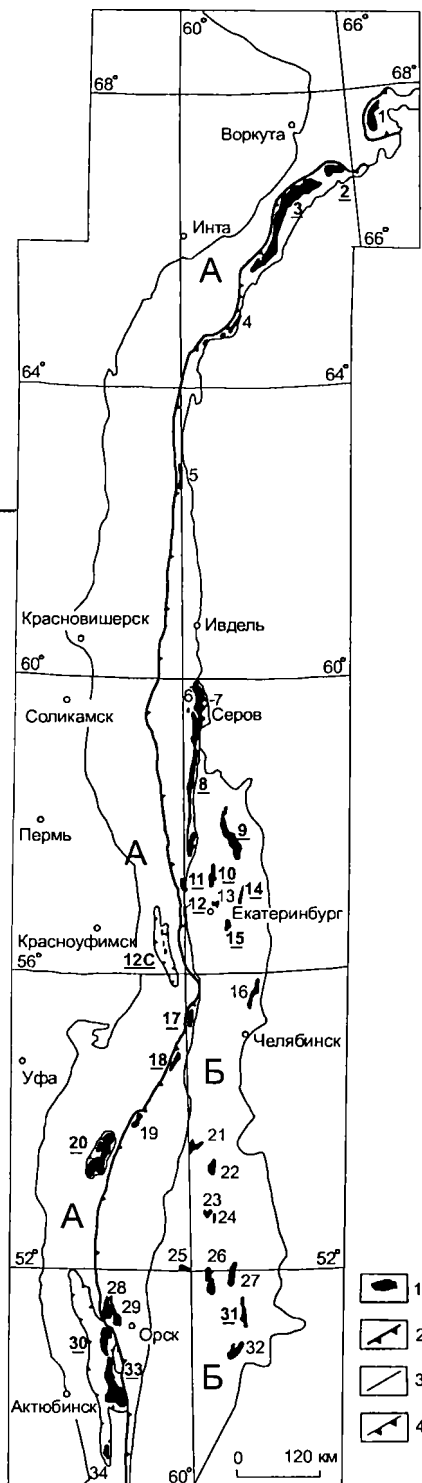 60°
66°
68°
68°
1
Воркута
2
3
Инта
66°
А
4
64°
64°
5
Красновишерск
Ивдель
60°
60°
6
7
Соликамск
Серов
8
Пермь
9
А
10
11
14
12
13
Екатеринбург
Красноуфимск
15
12С
56°
56°
16
17
Челябинск
Уфа
18
Б
19
20
21
22
23
24
А
25
52°
26
52°
27
28
29
31
1
Орск
30
32
2
33
Б
3
Актюбинск
4
34
60°
0 120 км